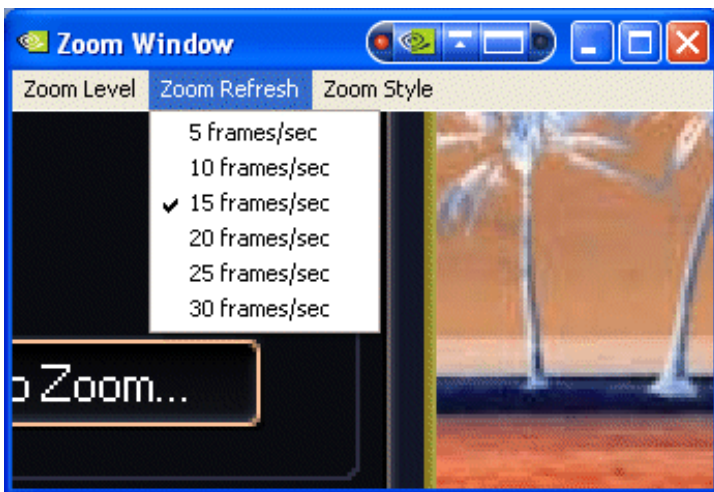 Zoom Window
Zoom Level Zoom Refresh Zoom Style
5 frames/sec
10 frames/sec
15 frames/sec
20 frames/sec
25 frames/sec
30 frames/sec
Zoom...